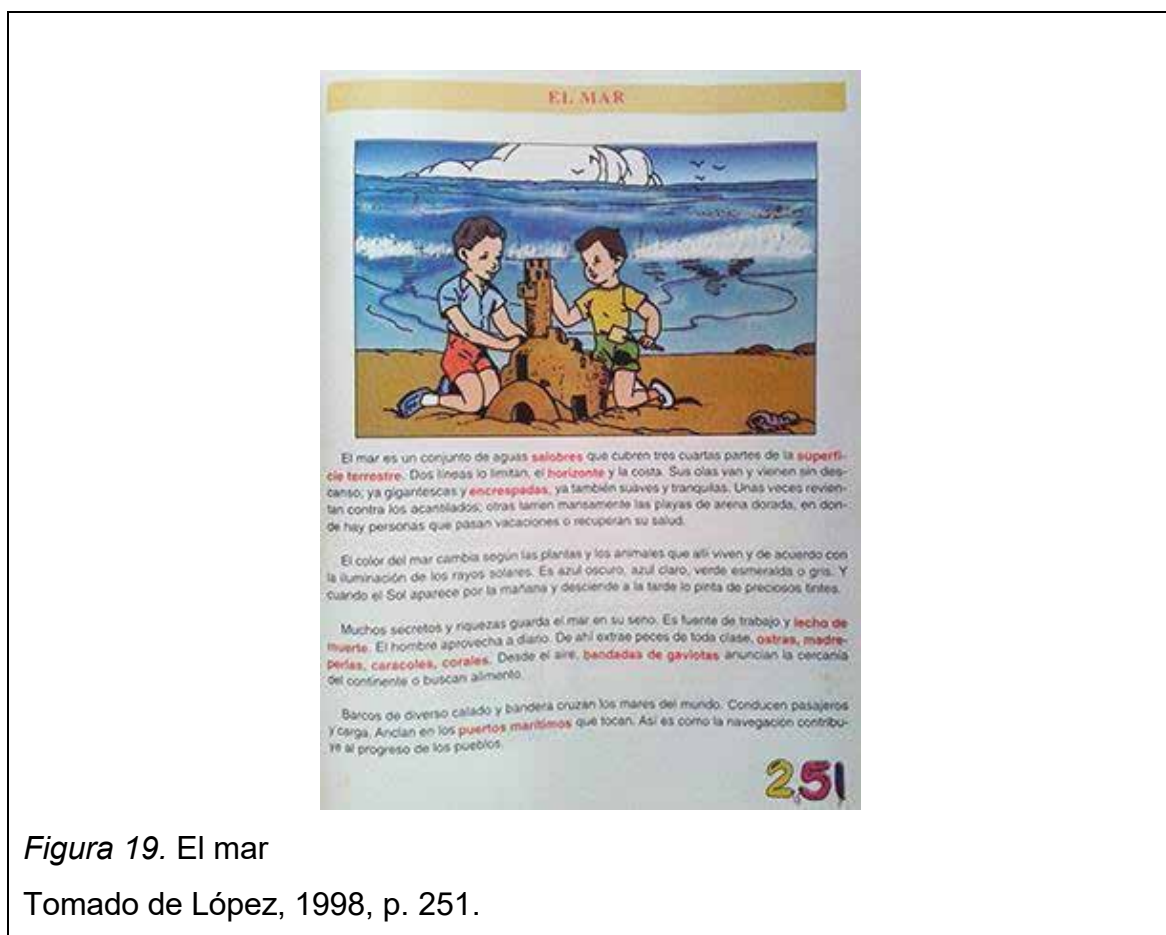 EL MAR
El mar es un conjunto de aguas salobres que cubren tres cuartas partes de la superfi-
cie terrestre. Dos líneas lo limitan, el horizonte y la costa. Sus olas van y vienen sin des-
canso; ya gigantescas y encrespadas, ya también suaves y tranquilas. Unas veces revien-
tan contra los acantilados; otras lamen mansamente las playas de arena dorada, en don-
de hay personas que pasan vacaciones o recuperan su salud.
El color del mar cambia según las plantas y los animales que allí viven y de acuerdo con
la iluminación de los rayos solares. Es azul oscuro, azul claro, verde esmeralda o gris. Y
cuando el Sol aparece por la mañana y desciende a la tarde lo pinta de preciosos tintes.
Muchos secretos y riquezas guarda el mar en su seno. Es fuente de trabajo y lecho de
muerte. El hombre aprovecha a diario. De ahí extrae peces de toda clase, ostras, madre-
perlas, caracoles, corales. Desde el aire, bandadas de gaviotas anuncian la cercanía
del continente o buscan alimento.
Barcos de diverso calado y bandera cruzan los mares del mundo. Conducen pasajeros
y carga. Anclan en los puertos marítimos que tocan. Así es como la navegación contribu-
ye al progreso de los pueblos.
251
Figura 19. El mar
Tomado de López, 1998, p. 251.